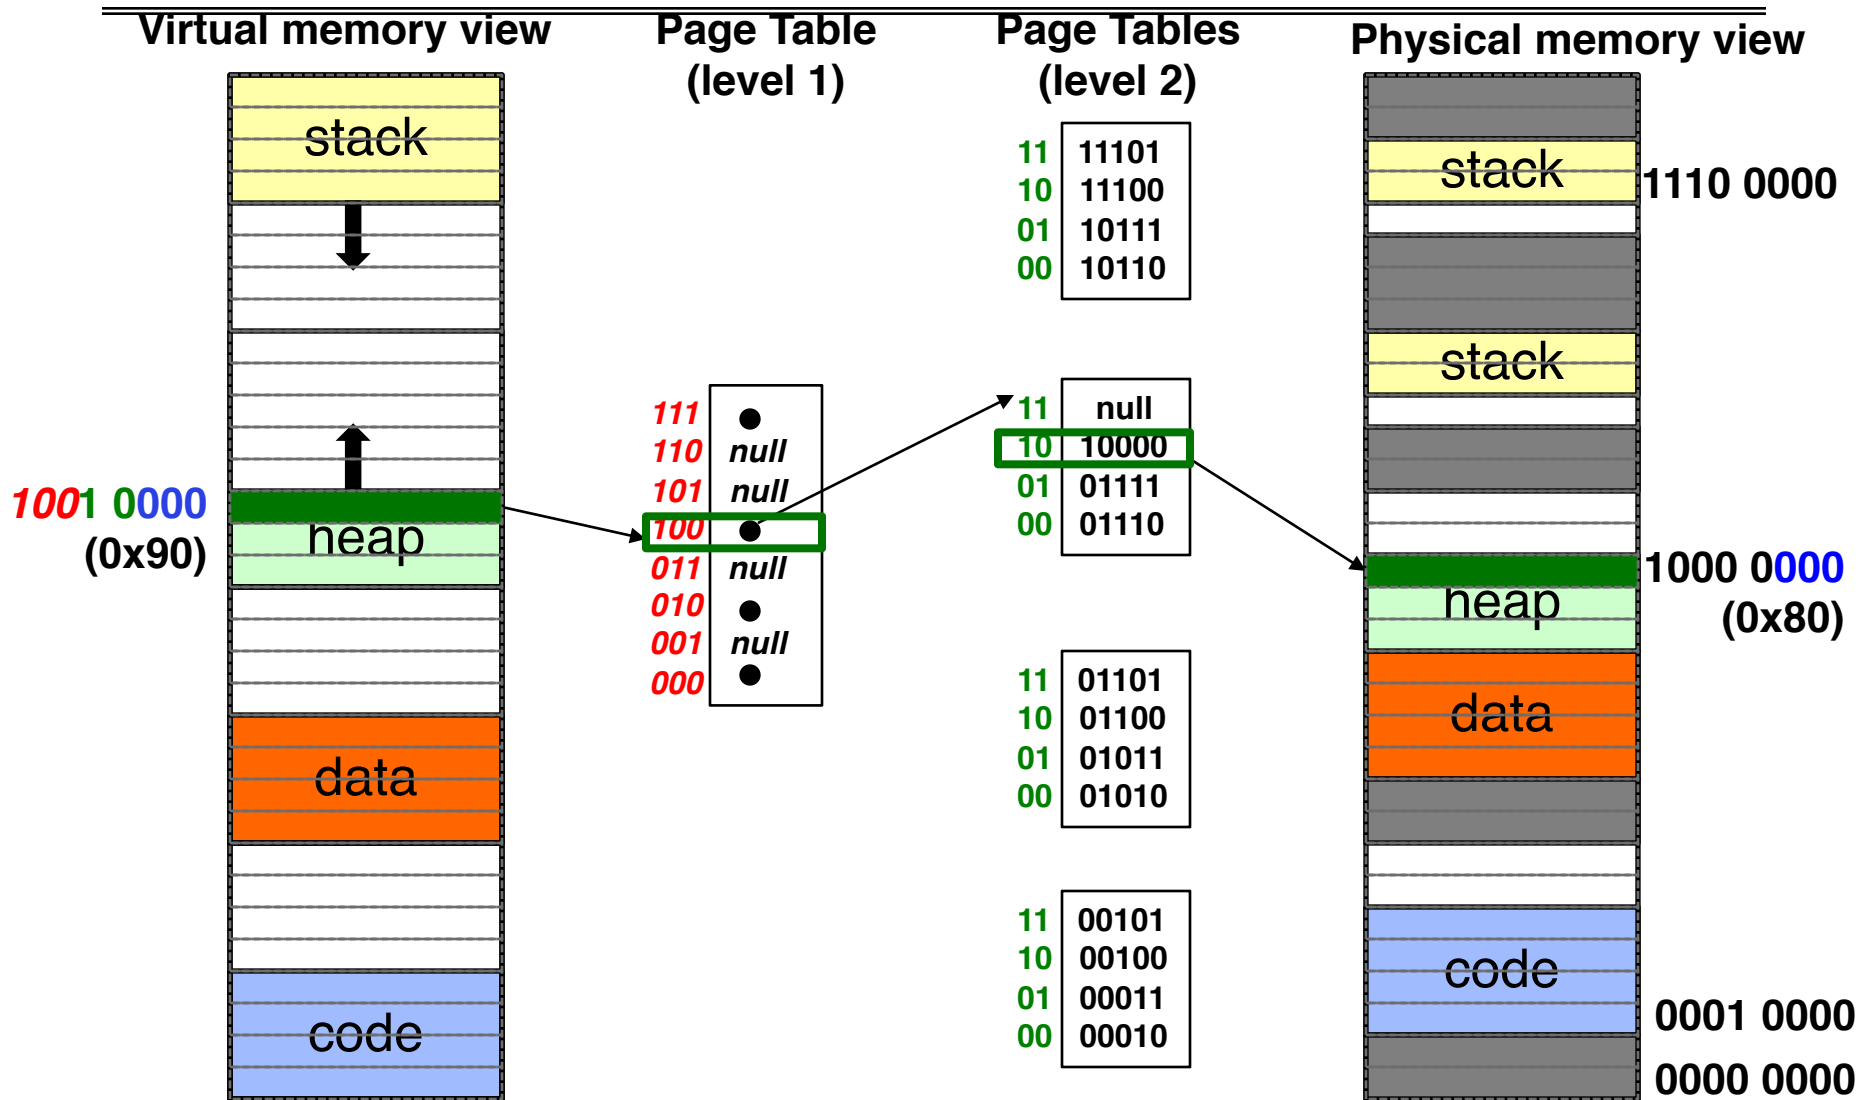 Virtual memory view
Page Table
(level 1)
Page Tables
(level 2)
Physical memory view
stack
1001 0000
(0x90)
heap
data
code
111
110 null
101 null
100
011 null
010
001 null
000
11 11101
10 11100
01 10111
00 10110
11 null
10 10000
01 01111
00 01110
11 01101
10 01100
01 01011
00 01010
11 00101
10 00100
01 00011
00 00010
stack
1110 0000
stack
1000 0000
(0x80)
heap
data
code
0001 0000
0000 0000